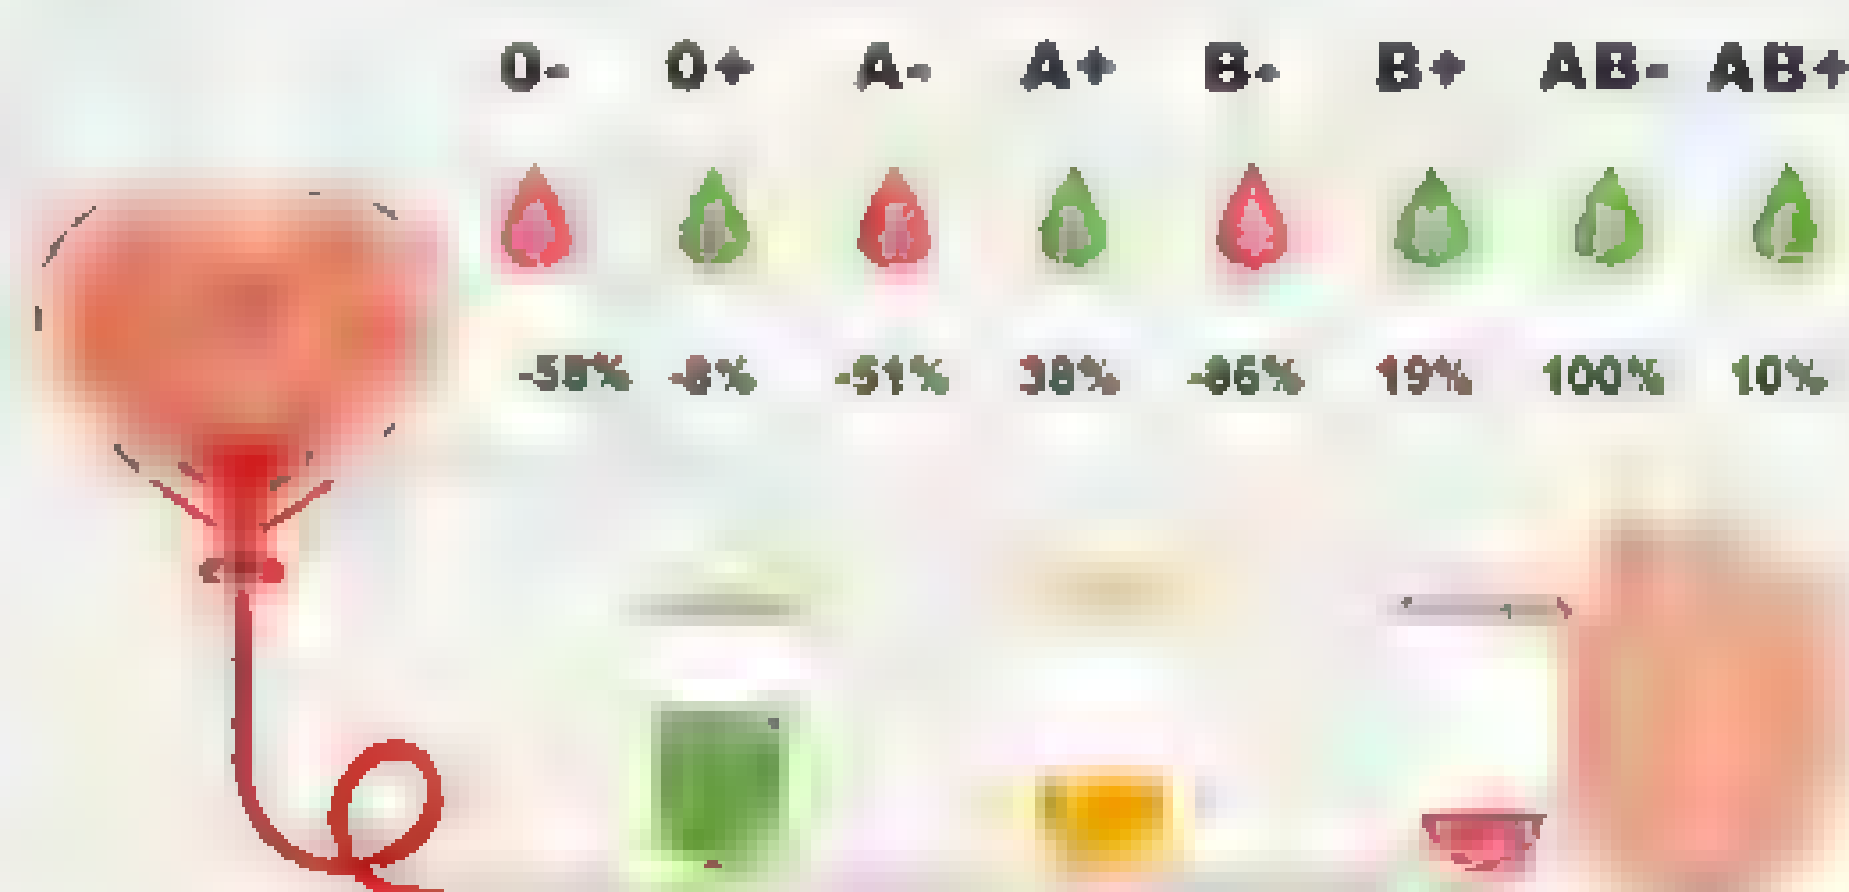 0- 0+ A- A+ B- B+ AB- AB+
-51% 38% 19% 100% 10%